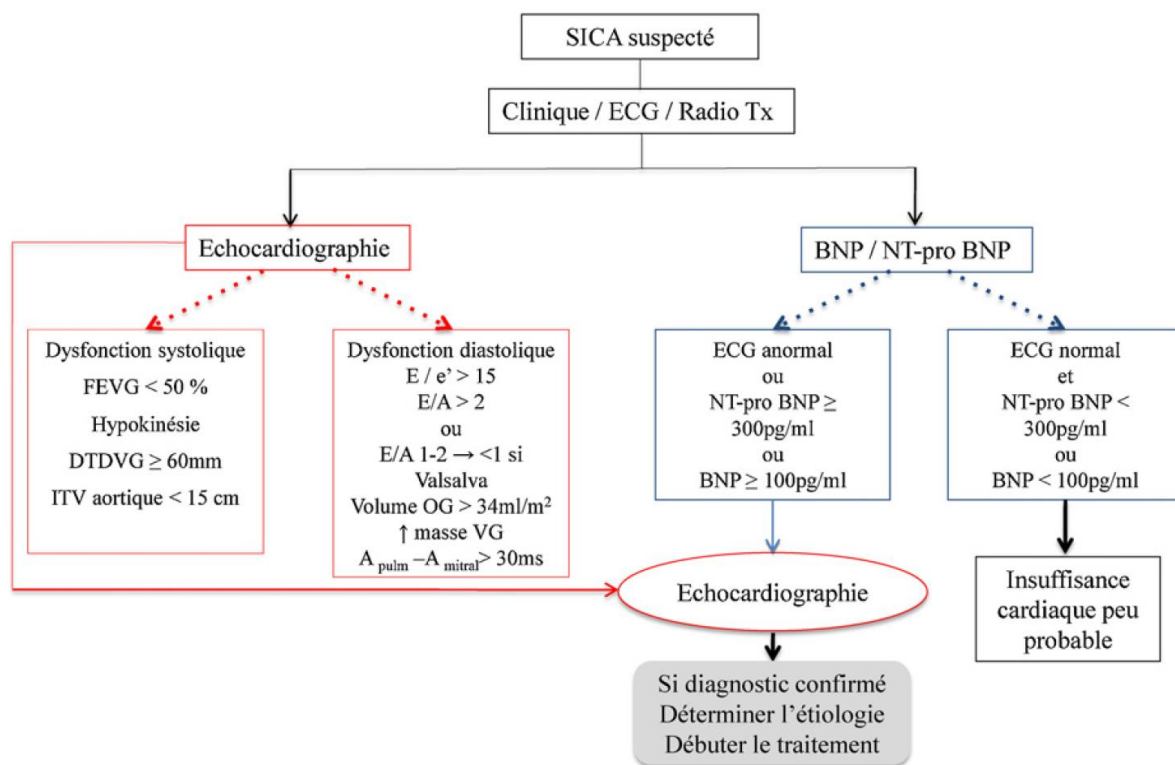 SICA suspecté
Clinique / ECG / Radio Tx
Echocardiographie
BNP / NT-pro BNP
Dysfonction systolique
FEVG < 50 %
Hypokinésie
DTDVG ≥ 60mm
ITV aortique < 15 cm
Dysfonction diastolique
E / e’ > 15
E/A > 2
ou
E/A 1-2 → <1 si
Valsalva
Volume OG > 34ml/m²
↑ masse VG
A pulm –A mitral> 30ms
ECG anormal
ou
NT-pro BNP ≥
300pg/ml
ou
BNP ≥ 100pg/ml
ECG normal
et
NT-pro BNP <
300pg/ml
ou
BNP < 100pg/ml
Echocardiographie
Insuffisance
cardiaque peu
probable
Si diagnostic confirmé
Déterminer l’étiologie
Débuter le traitement